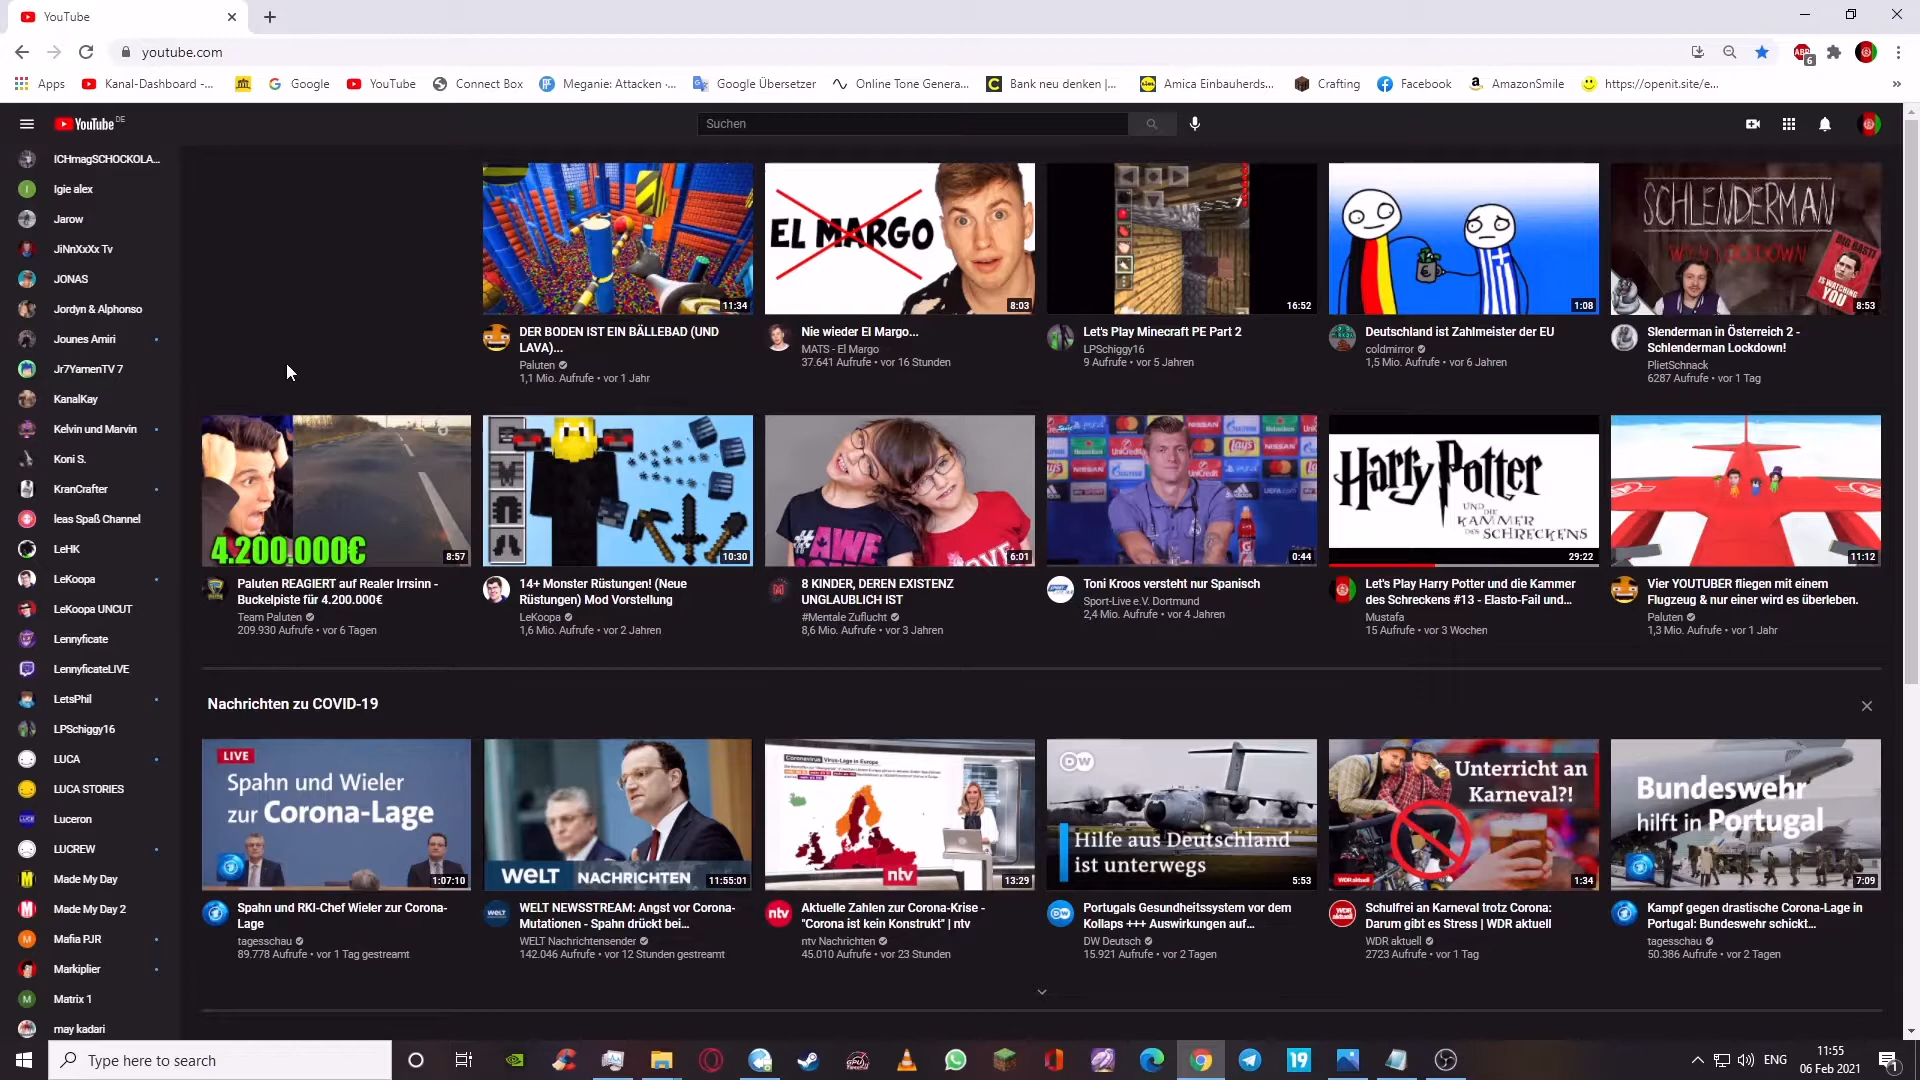 YouTube
youtube.com
6
Apps
Kanal-Dashboard -...
Google
YouTube
Connect Box
Meganie: Attacken -...
Google Übersetzer
Online Tone Genera...
Bank neu denken |...
Amica Einbauherds...
Crafting
Facebook
AmazonSmile
https://openit.site/e...
YouTube DE
Suchen
ICHmagSCHOCKOLA...
Igie alex
Jarow
JiNnXxXx Tv
JONAS
Jordyn & Alphonso
Jounes Amiri
Jr7YamenTV 7
KanalKay
Kelvin und Marvin
Koni S.
KranCrafter
leas Spaß Channel
LeHK
LeKoopa
LeKoopa UNCUT
Lennyficate
LennyficateLIVE
LetsPhil
LPSchiggy16
LUCA
LUCA STORIES
Luceron
LUCREW
Made My Day
Made My Day 2
Mafia PJR
Markiplier
Matrix 1
may kadari
11:34
DER BODEN IST EIN BÄLLEBAD (UND
LAVA)...
Paluten
1,1 Mio. Aufrufe • vor 1 Jahr
EL MARGO
8:03
Nie wieder El Margo...
MATS - El Margo
37.641 Aufrufe • vor 16 Stunden
16:52
Let's Play Minecraft PE Part 2
LPSchiggy16
9 Aufrufe • vor 5 Jahren
1:08
Deutschland ist Zahlmeister der EU
coldmirror
1,5 Mio. Aufrufe • vor 6 Jahren
SCHLENDERMAN
BIG BASTI
IS WATCHING
YOU
8:53
Slenderman in Österreich 2 -
Schlenderman Lockdown!
PlietSchnack
6287 Aufrufe • vor 1 Tag
4.200.000€
8:57
Paluten REAGIERT auf Realer Irrsinn -
Buckelpiste für 4.200.000€
Team Paluten
209.930 Aufrufe • vor 6 Tagen
10:30
14+ Monster Rüstungen! (Neue
Rüstungen) Mod Vorstellung
LeKoopa
1,6 Mio. Aufrufe • vor 2 Jahren
#AWE
LOVE
6:01
8 KINDER, DEREN EXISTENZ
UNGLAUBLICH IST
#Mentale Zuflucht
8,6 Mio. Aufrufe • vor 3 Jahren
0:44
Toni Kroos versteht nur Spanisch
Sport-Live e.V. Dortmund
2,4 Mio. Aufrufe • vor 4 Jahren
Harry Potter
UND DIE
KAMMER
DES SCHRECKENS
29:22
Let's Play Harry Potter und die Kammer
des Schreckens #13 - Elasto-Fail und...
Mustafa
15 Aufrufe • vor 3 Wochen
11:12
Vier YOUTUBER fliegen mit einem
Flugzeug & nur einer wird es überleben.
Paluten
1,3 Mio. Aufrufe • vor 1 Jahr
Nachrichten zu COVID-19
LIVE
Spahn und Wieler
zur Corona-Lage
1:07:10
Spahn und RKI-Chef Wieler zur Corona-
Lage
tagesschau
89.778 Aufrufe • vor 1 Tag gestreamt
WELT NACHRICHTEN
11:55:01
WELT NEWSSTREAM: Angst vor Corona-
Mutationen - Spahn drückt bei...
WELT Nachrichtensender
142.046 Aufrufe • vor 12 Stunden gestreamt
Coronavirus Virus-Lage in Europa
ntv
13:29
Aktuelle Zahlen zur Corona-Krise -
"Corona ist kein Konstrukt" | ntv
ntv Nachrichten
45.010 Aufrufe • vor 23 Stunden
DW
Hilfe aus Deutschland
ist unterwegs
5:53
Portugals Gesundheitssystem vor dem
Kollaps +++ Auswirkungen auf...
DW Deutsch
15.921 Aufrufe • vor 2 Tagen
Unterricht an
Karneval?!
WDR aktuell
1:34
Schulfrei an Karneval trotz Corona:
Darum gibt es Stress | WDR aktuell
WDR aktuell
2723 Aufrufe • vor 1 Tag
Bundeswehr
hilft in Portugal
7:09
Kampf gegen drastische Corona-Lage in
Portugal: Bundeswehr schickt...
tagesschau
50.386 Aufrufe • vor 2 Tagen
Type here to search
19
ENG
11:55
06 Feb 2021
1